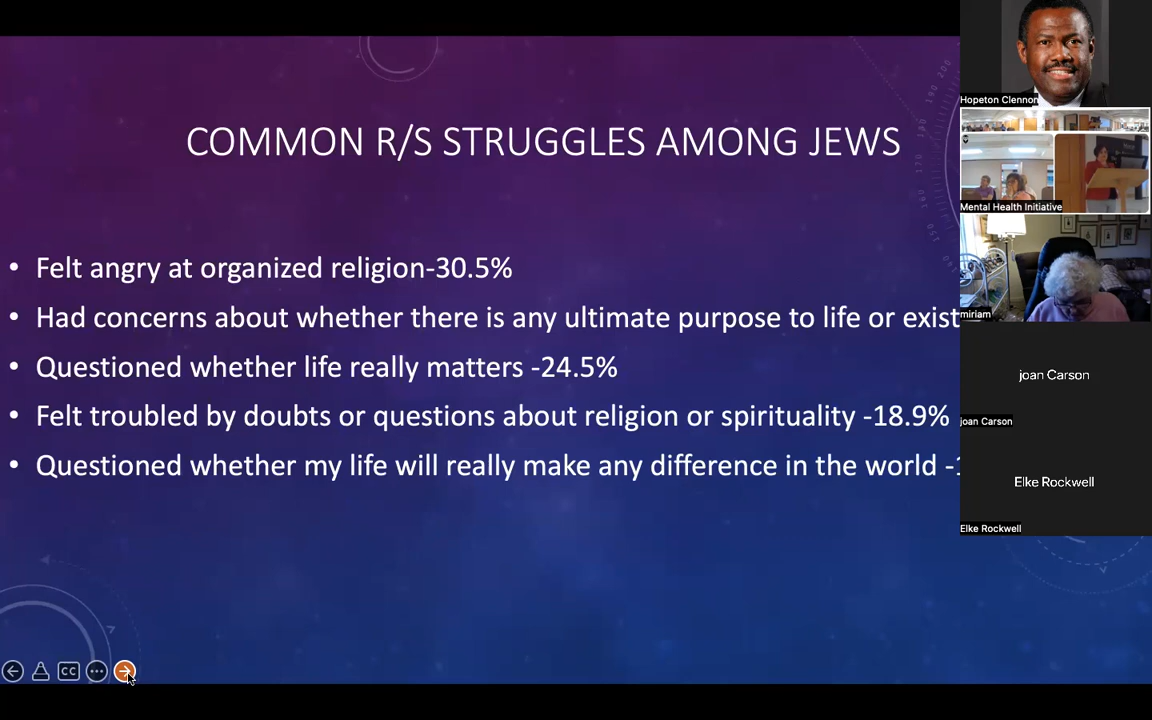 COMMON R/S STRUGGLES AMONG JEWS
• Felt angry at organized religion-30.5%
• Had concerns about whether there is any ultimate purpose to life or exist
• Questioned whether life really matters -24.5%
• Felt troubled by doubts or questions about religion or spirituality -18.9%
• Questioned whether my life will really make any difference in the world -1
CC
Hopeton Clennon
Mental Health Initiative
miriam
joan Carson
joan Carson
Elke Rockwell
Elke Rockwell